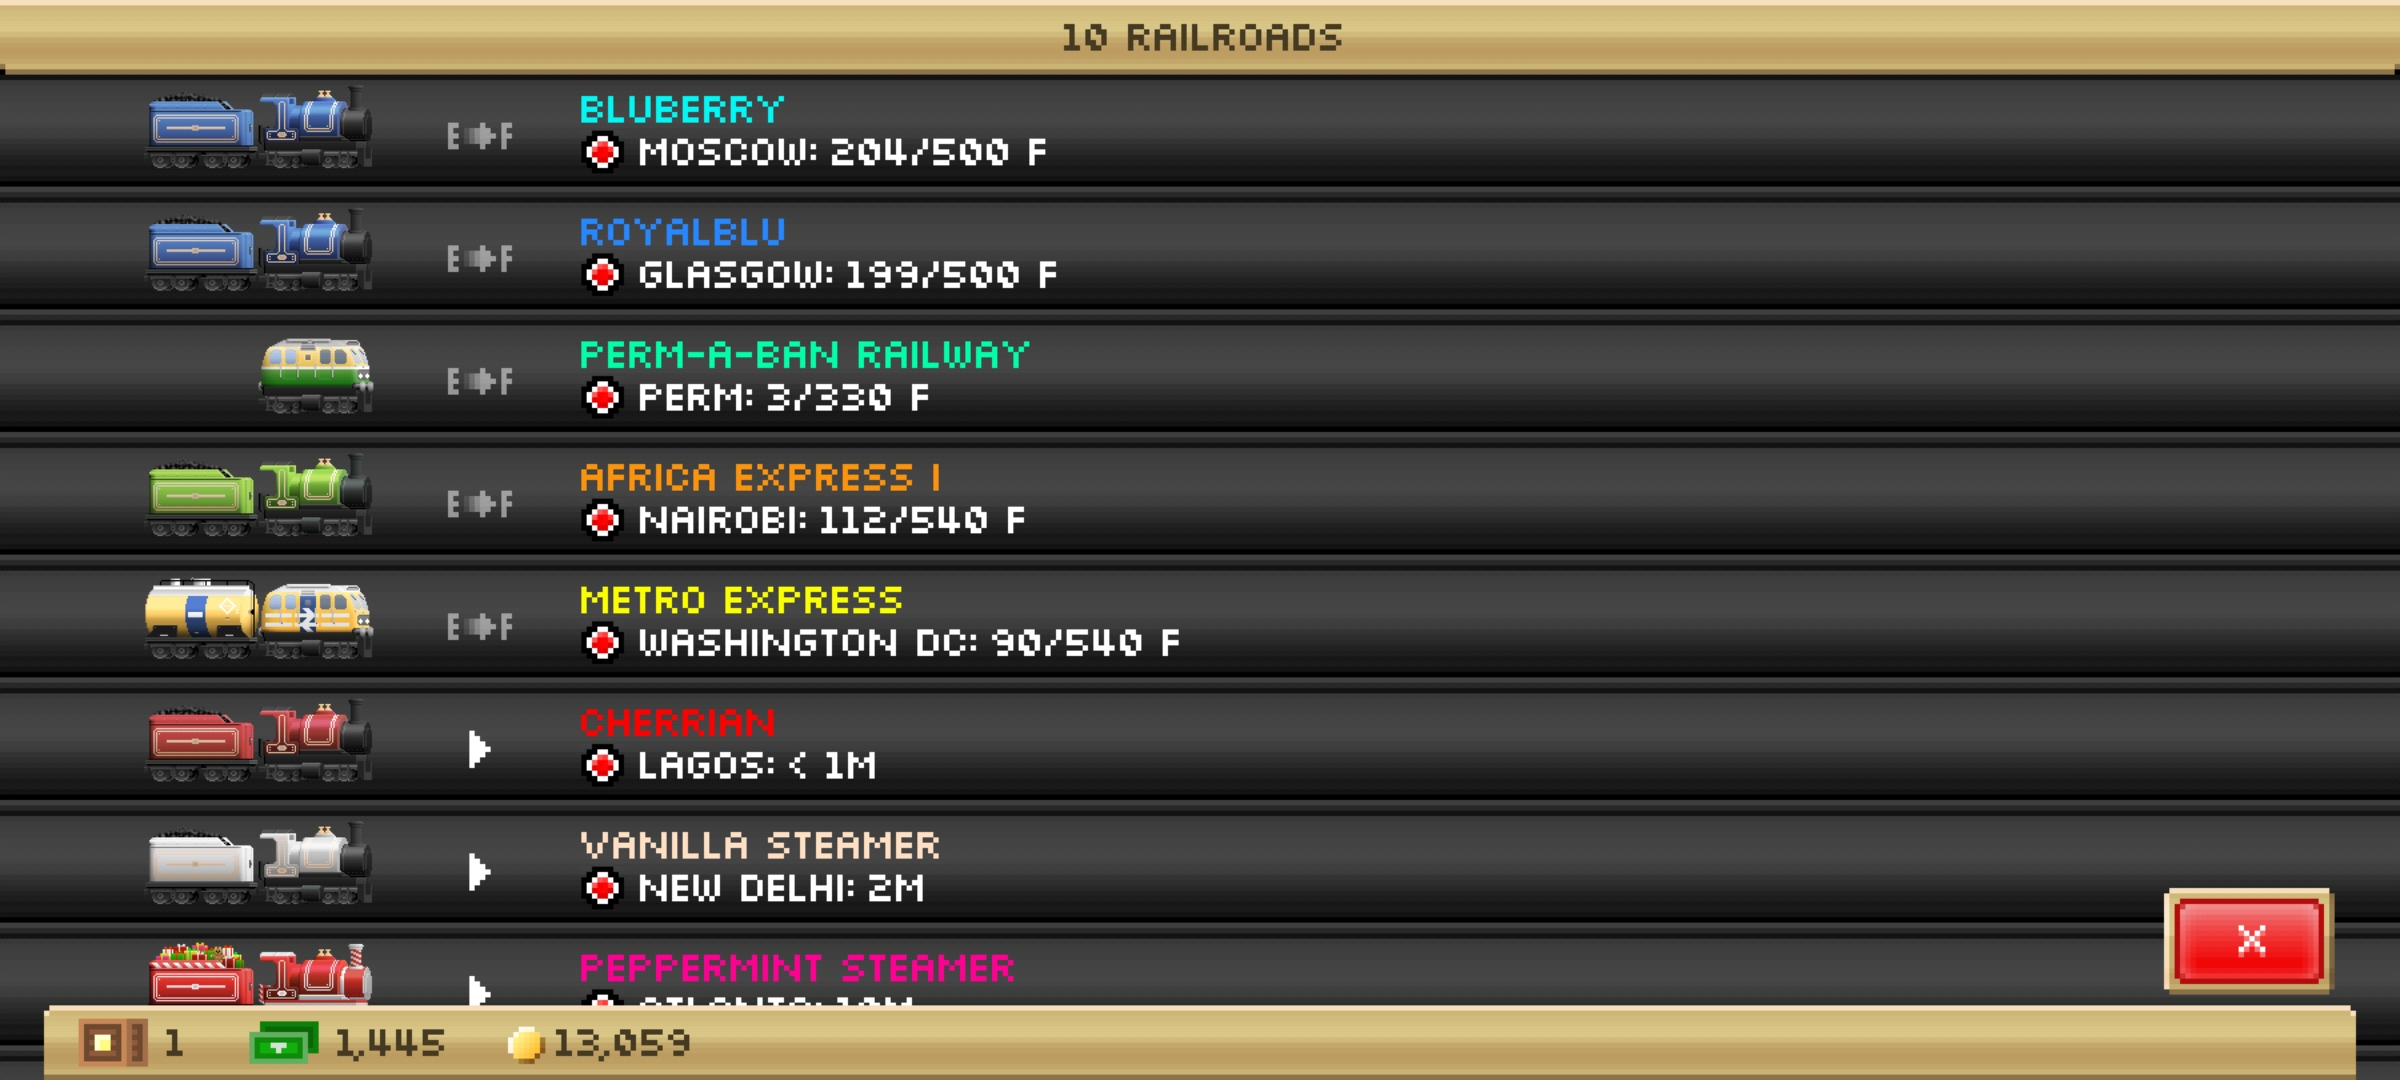 10 RAILROADS
E F
BLUBERRY
MOSCOW: 204/500 F
E F
ROYALBLU
GLASGOW: 199/500 F
E F
PERM-A-BAN RAILWAY
PERM: 3/330 F
E F
AFRICA EXPRESS I
NAIROBI: 112/540 F
E F
METRO EXPRESS
WASHINGTON DC: 90/540 F
CHERRIAN
LAGOS: < 1M
VANILLA STEAMER
NEW DELHI: 2M
PEPPERMINT STEAMER
X
1 1,445 13,059